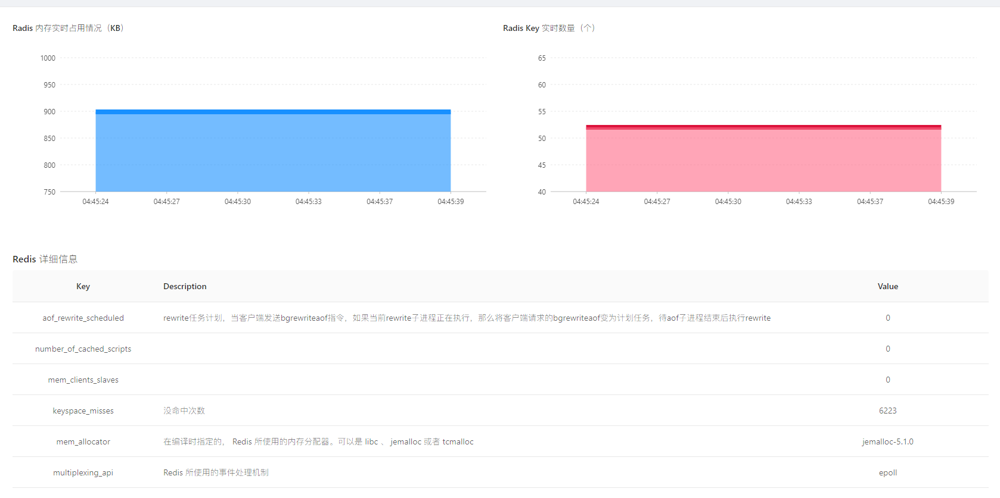 Radis 内存实时占用情况（KB）
1000
950
900
850
800
750
04:45:24 04:45:27 04:45:30 04:45:33 04:45:37 04:45:39
Radis Key 实时数量（个）
65
60
55
50
45
40
04:45:24 04:45:27 04:45:30 04:45:33 04:45:37 04:45:39
Redis 详细信息
Key Description Value
aof_rewrite_scheduled rewrite任务计划，当客户端发送bgrewriteaof指令，如果当前rewrite子进程正在执行，那么将客户端请求的bgrewriteaof变为计划任务，待aof子进程结束后执行rewrite 0
number_of_cached_scripts 0
mem_clients_slaves 0
keyspace_misses 没命中次数 6223
mem_allocator 在编译时指定的， Redis 所使用的内存分配器。可以是 libc 、 jemalloc 或者 tcmalloc jemalloc-5.1.0
multiplexing_api Redis 所使用的事件处理机制 epoll